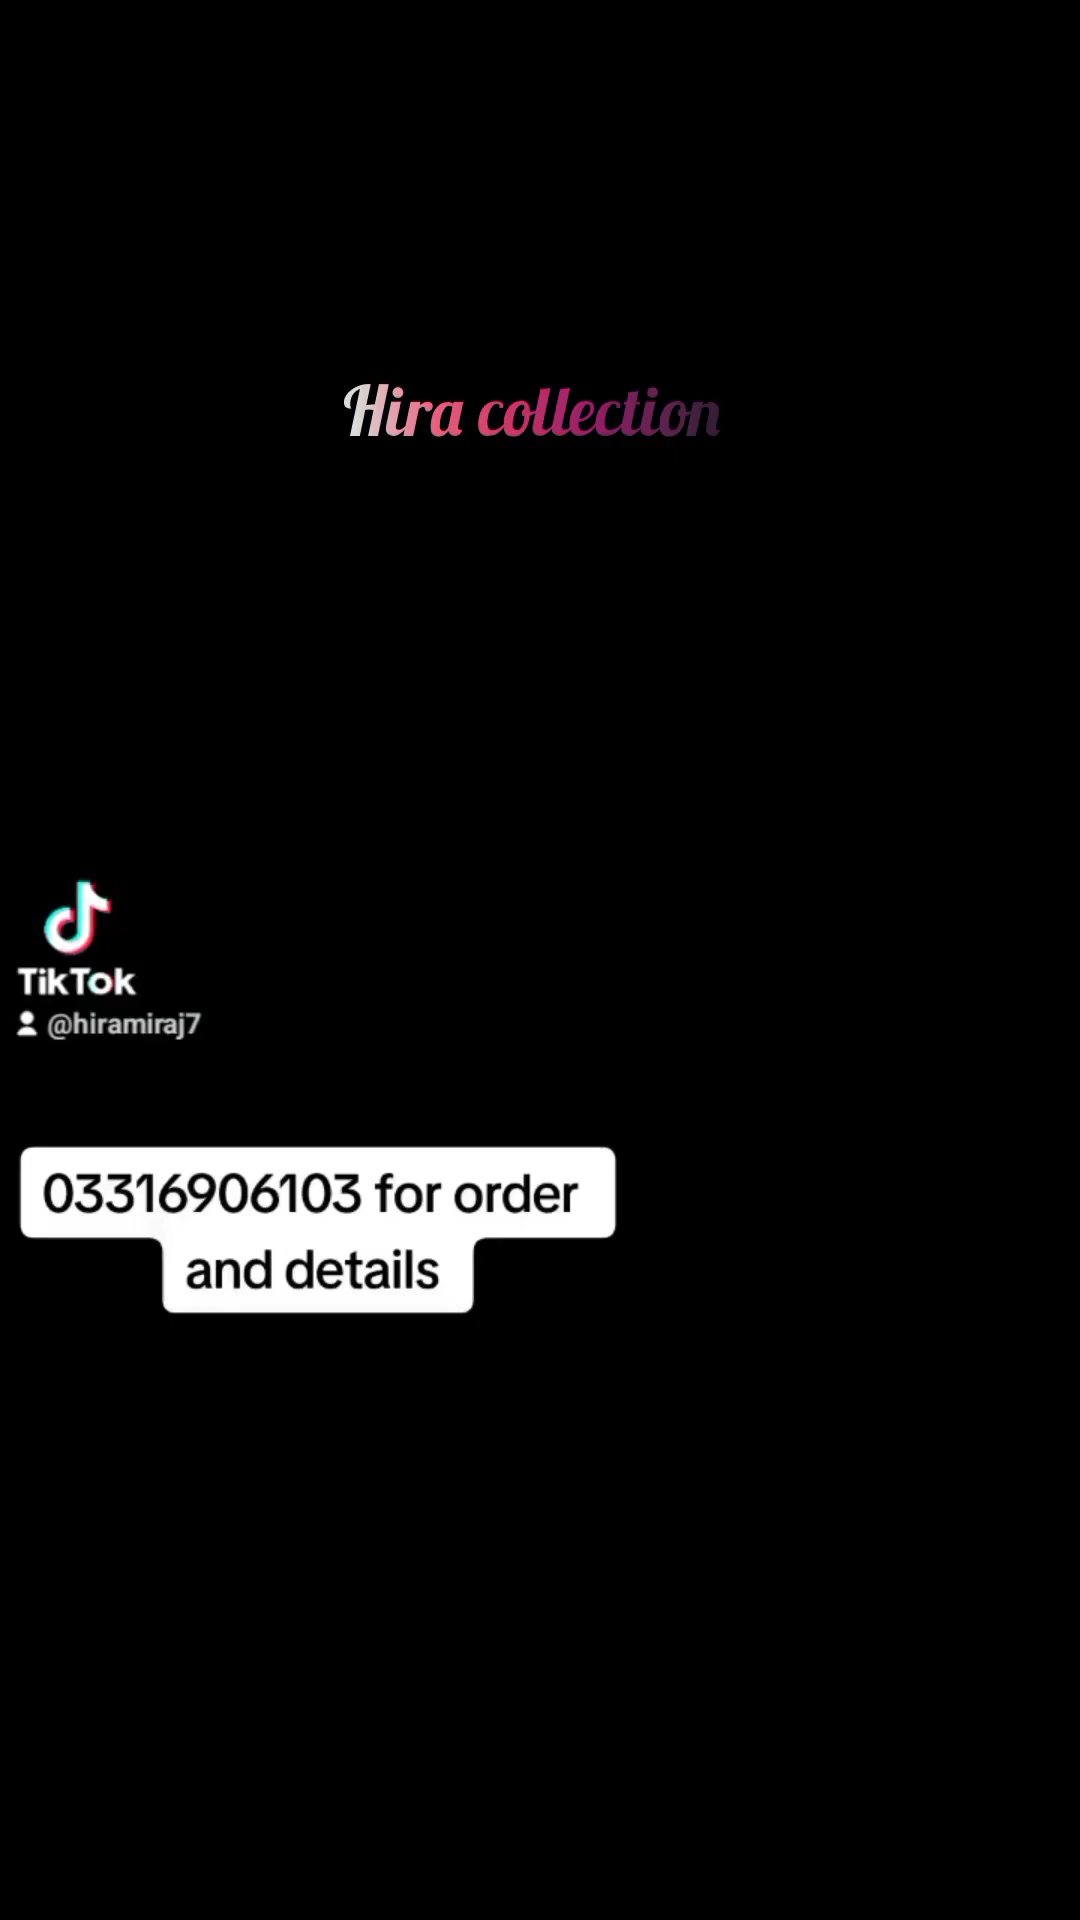 Hira collection
TikTok
@hiramiraj7
03316906103 for order
and details